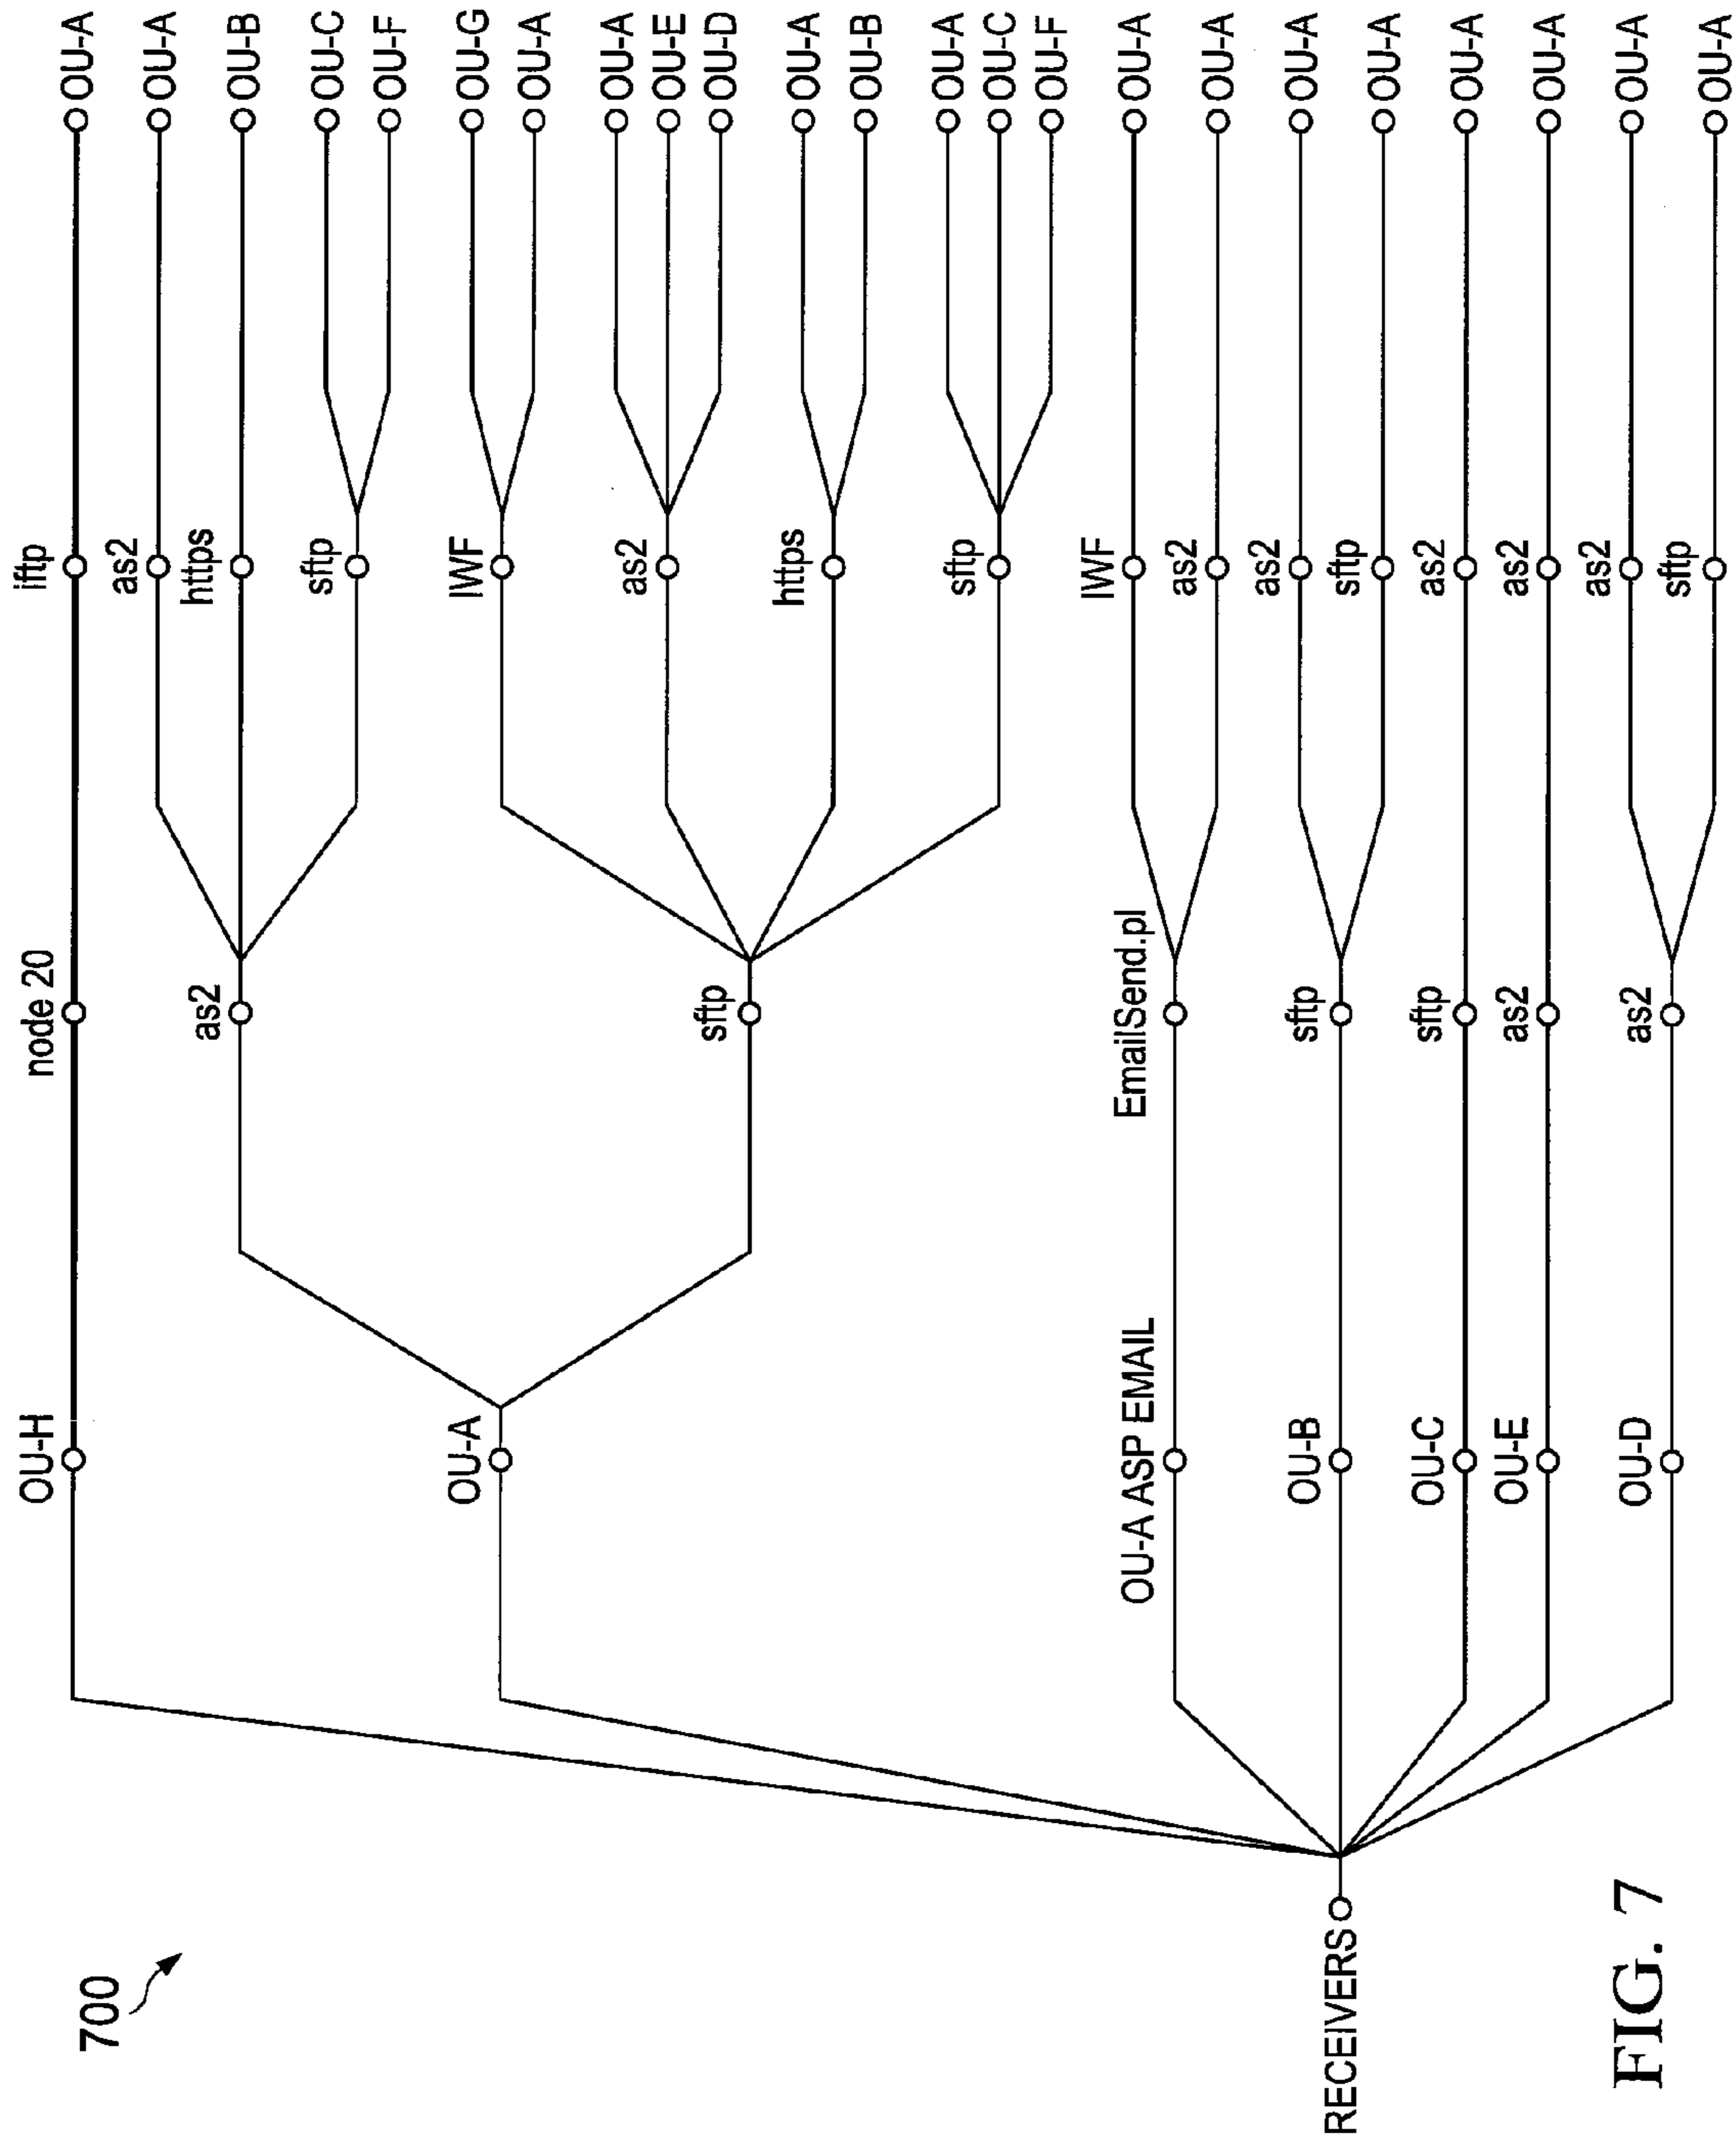 700
OU-H
node 20
iftp
OU-A
OU-A
as2
as2
OU-A
https
OU-B
sftp
OU-C
OU-F
sftp
IWF
OU-G
OU-A
as2
OU-A
OU-E
OU-D
https
OU-A
OU-B
sftp
OU-A
OU-C
OU-F
OU-A ASP EMAIL
EmailSend.pl
IWF
OU-A
as2
OU-A
RECEIVERS
OU-B
sftp
as2
OU-A
sftp
OU-A
OU-C
sftp
as2
OU-A
OU-E
as2
as2
OU-A
OU-D
as2
as2
OU-A
sftp
OU-A
FIG. 7